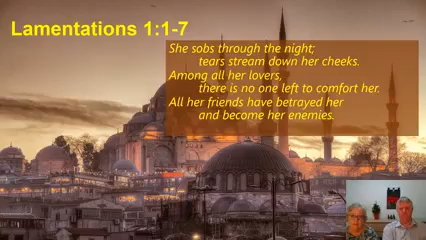 Lamentations 1:1-7
She sobs through the night;
tears stream down her cheeks.
Among all her lovers,
there is no one left to comfort her.
All her friends have betrayed her
and become her enemies.